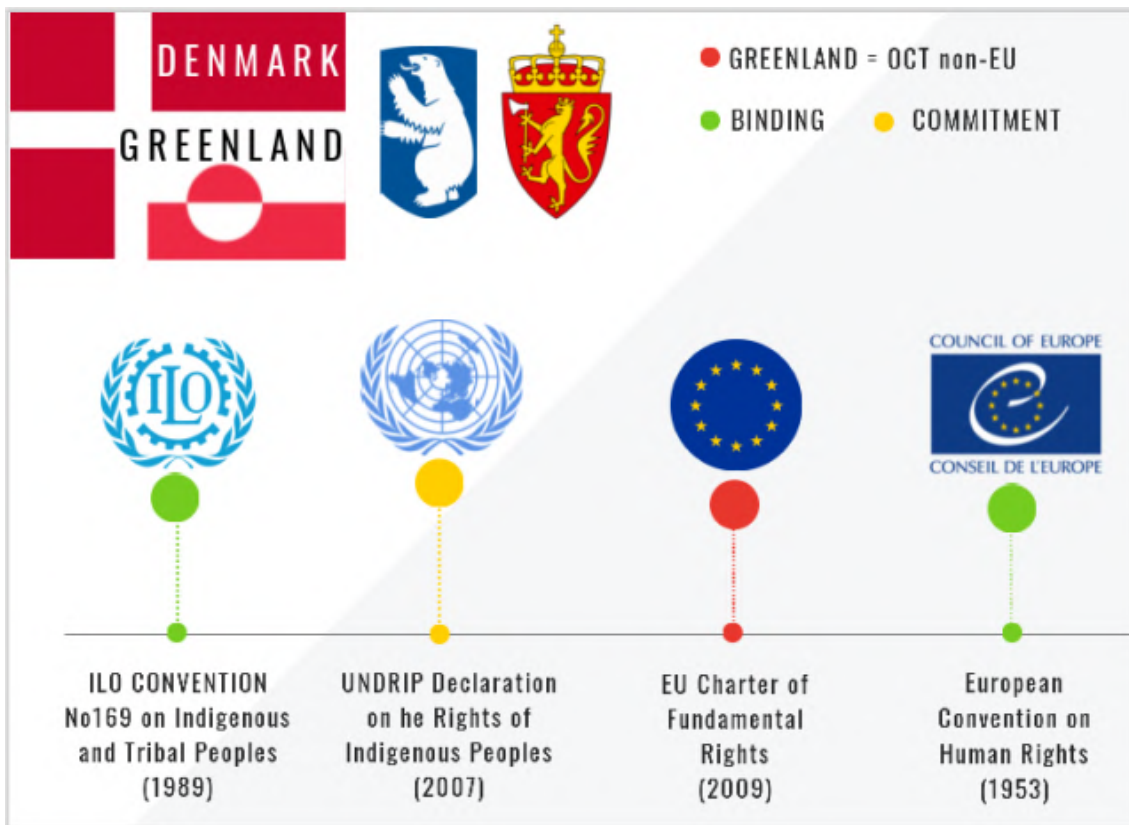 DENMARK
GREENLAND
GREENLAND = OCT non-EU
BINDING
COMMITMENT
ILO
COUNCIL OF EUROPE
CONSEIL DE L'EUROPE
ILO CONVENTION
No169 on Indigenous
and Tribal Peoples
(1989)
UNDRIP Declaration
on he Rights of
Indigenous Peoples
(2007)
EU Charter of
Fundamental
Rights
(2009)
European
Convention on
Human Rights
(1953)